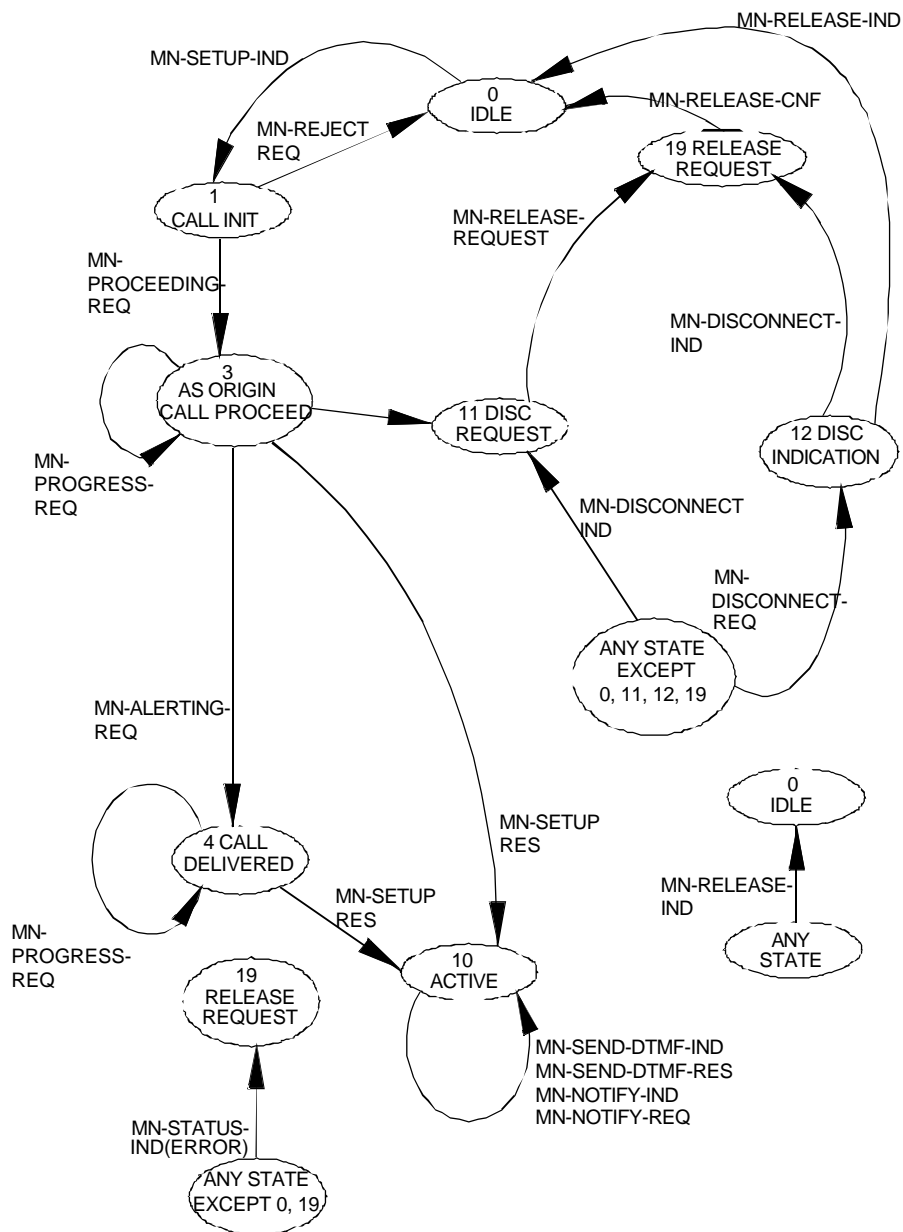 MN-RELEASE-IND
MN-SETUP-IND
0
IDLE
MN-RELEASE-CNF
MN-REJECT
REQ
19 RELEASE
REQUEST
1
CALL INIT
MN-RELEASE-
REQUEST
MN-
PROCEEDING-
REQ
MN-DISCONNECT-
IND
3
AS ORIGIN
CALL PROCEED
11 DISC
REQUEST
12 DISC
INDICATION
MN-
PROGRESS-
REQ
MN-DISCONNECT
IND
MN-
DISCONNECT-
REQ
ANY STATE
EXCEPT
0, 11, 12, 19
MN-ALERTING-
REQ
0
IDLE
MN-SETUP
RES
4 CALL
DELIVERED
MN-RELEASE-
IND
MN-SETUP
RES
MN-
PROGRESS-
REQ
ANY
STATE
10
ACTIVE
19
RELEASE
REQUEST
MN-SEND-DTMF-IND
MN-SEND-DTMF-RES
MN-NOTIFY-IND
MN-NOTIFY-REQ
MN-STATUS-
IND(ERROR)
ANY STATE
EXCEPT 0, 19